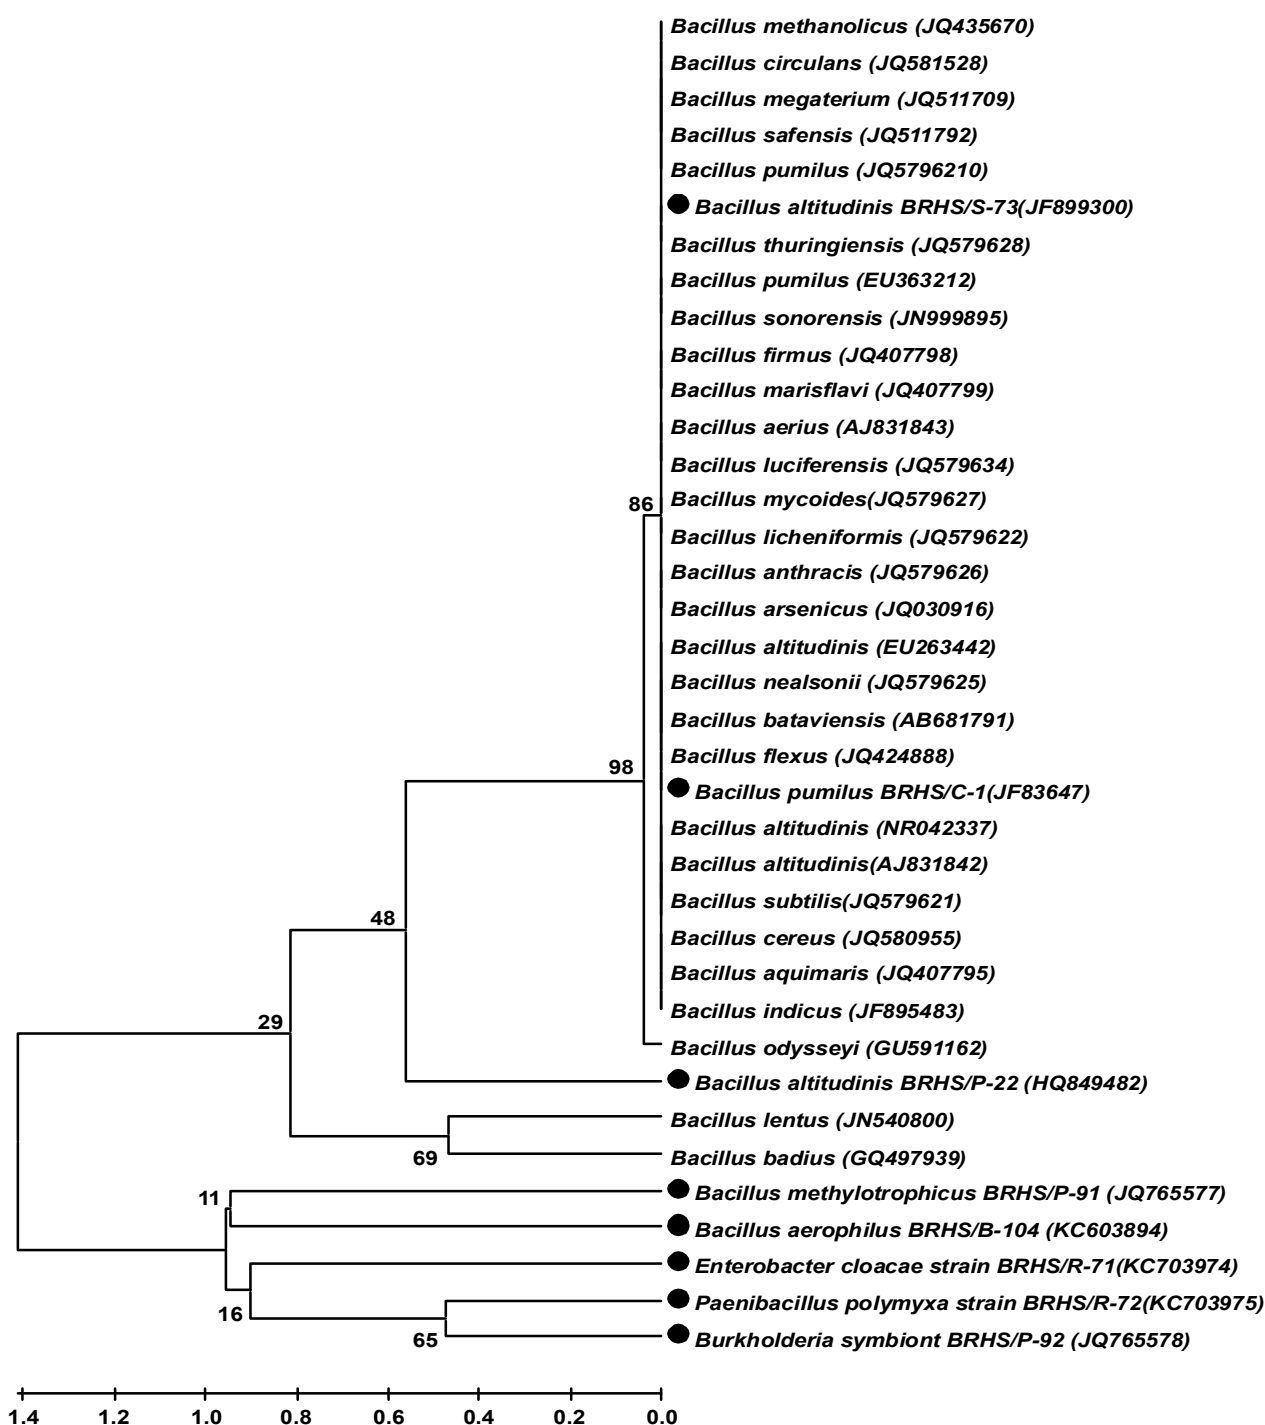 Bacillus methanolicus (JQ435670)
Bacillus circulans (JQ581528)
Bacillus megaterium (JQ511709)
Bacillus safensis (JQ511792)
Bacillus pumilus (JQ5796210)
Bacillus altitudinis BRHS/S-73(JF899300)
Bacillus thuringiensis (JQ579628)
Bacillus pumilus (EU363212)
Bacillus sonorensis (JN999895)
Bacillus firmus (JQ407798)
Bacillus marisflavi (JQ407799)
Bacillus aerius (AJ831843)
Bacillus luciferensis (JQ579634)
86
Bacillus mycoides(JQ579627)
Bacillus licheniformis (JQ579622)
Bacillus anthracis (JQ579626)
Bacillus arsenicus (JQ030916)
Bacillus altitudinis (EU263442)
Bacillus nealsonii (JQ579625)
Bacillus bataviensis (AB681791)
Bacillus flexus (JQ424888)
98
Bacillus pumilus BRHS/C-1(JF83647)
Bacillus altitudinis (NR042337)
Bacillus altitudinis(AJ831842)
Bacillus subtilis(JQ579621)
48
Bacillus cereus (JQ580955)
Bacillus aquimaris (JQ407795)
Bacillus indicus (JF895483)
29
Bacillus odysseyi (GU591162)
Bacillus altitudinis BRHS/P-22 (HQ849482)
Bacillus lentus (JN540800)
69
Bacillus badius (GQ497939)
11
Bacillus methylotrophicus BRHS/P-91 (JQ765577)
Bacillus aerophilus BRHS/B-104 (KC603894)
Enterobacter cloacae strain BRHS/R-71(KC703974)
Paenibacillus polymyxa strain BRHS/R-72(KC703975)
16
65
Burkholderia symbiont BRHS/P-92 (JQ765578)
1.4 1.2 1.0 0.8 0.6 0.4 0.2 0.0